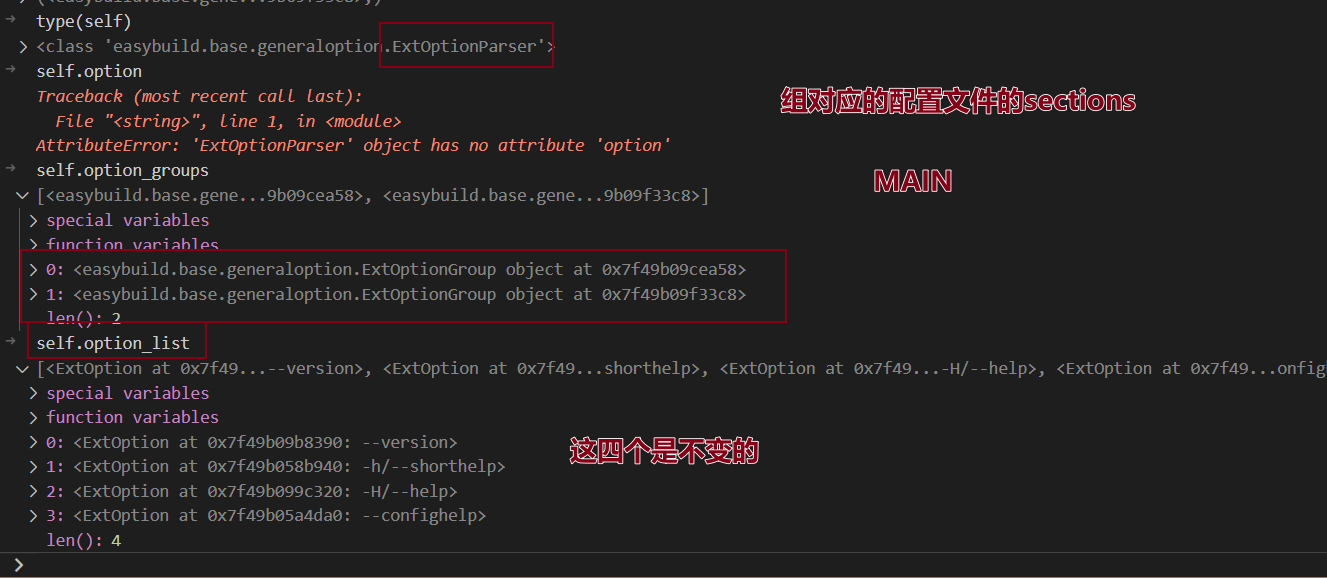 type(self)
<class 'easybuild.base.generaloption.ExtOptionParser'>
self.option
Traceback (most recent call last):
File "<string>", line 1, in <module>
AttributeError: 'ExtOptionParser' object has no attribute 'option'
组对应的配置文件的sections
self.option_groups
MAIN
[<easybuild.base.gene...9b09cea58>, <easybuild.base.gene...9b09f33c8>]
special variables
function variables
0: <easybuild.base.generaloption.ExtOptionGroup object at 0x7f49b09cea58>
1: <easybuild.base.generaloption.ExtOptionGroup object at 0x7f49b09f33c8>
len(): 2
self.option_list
[<ExtOption at 0x7f49...--version>, <ExtOption at 0x7f49...shorthelp>, <ExtOption at 0x7f49...-H/--help>, <ExtOption at 0x7f49...onfig
special variables
function variables
0: <ExtOption at 0x7f49b09b8390: --version>
这四个是不变的
1: <ExtOption at 0x7f49b058b940: -h/--shorthelp>
2: <ExtOption at 0x7f49b099c320: -H/--help>
3: <ExtOption at 0x7f49b05a4da0: --confighelp>
len(): 4